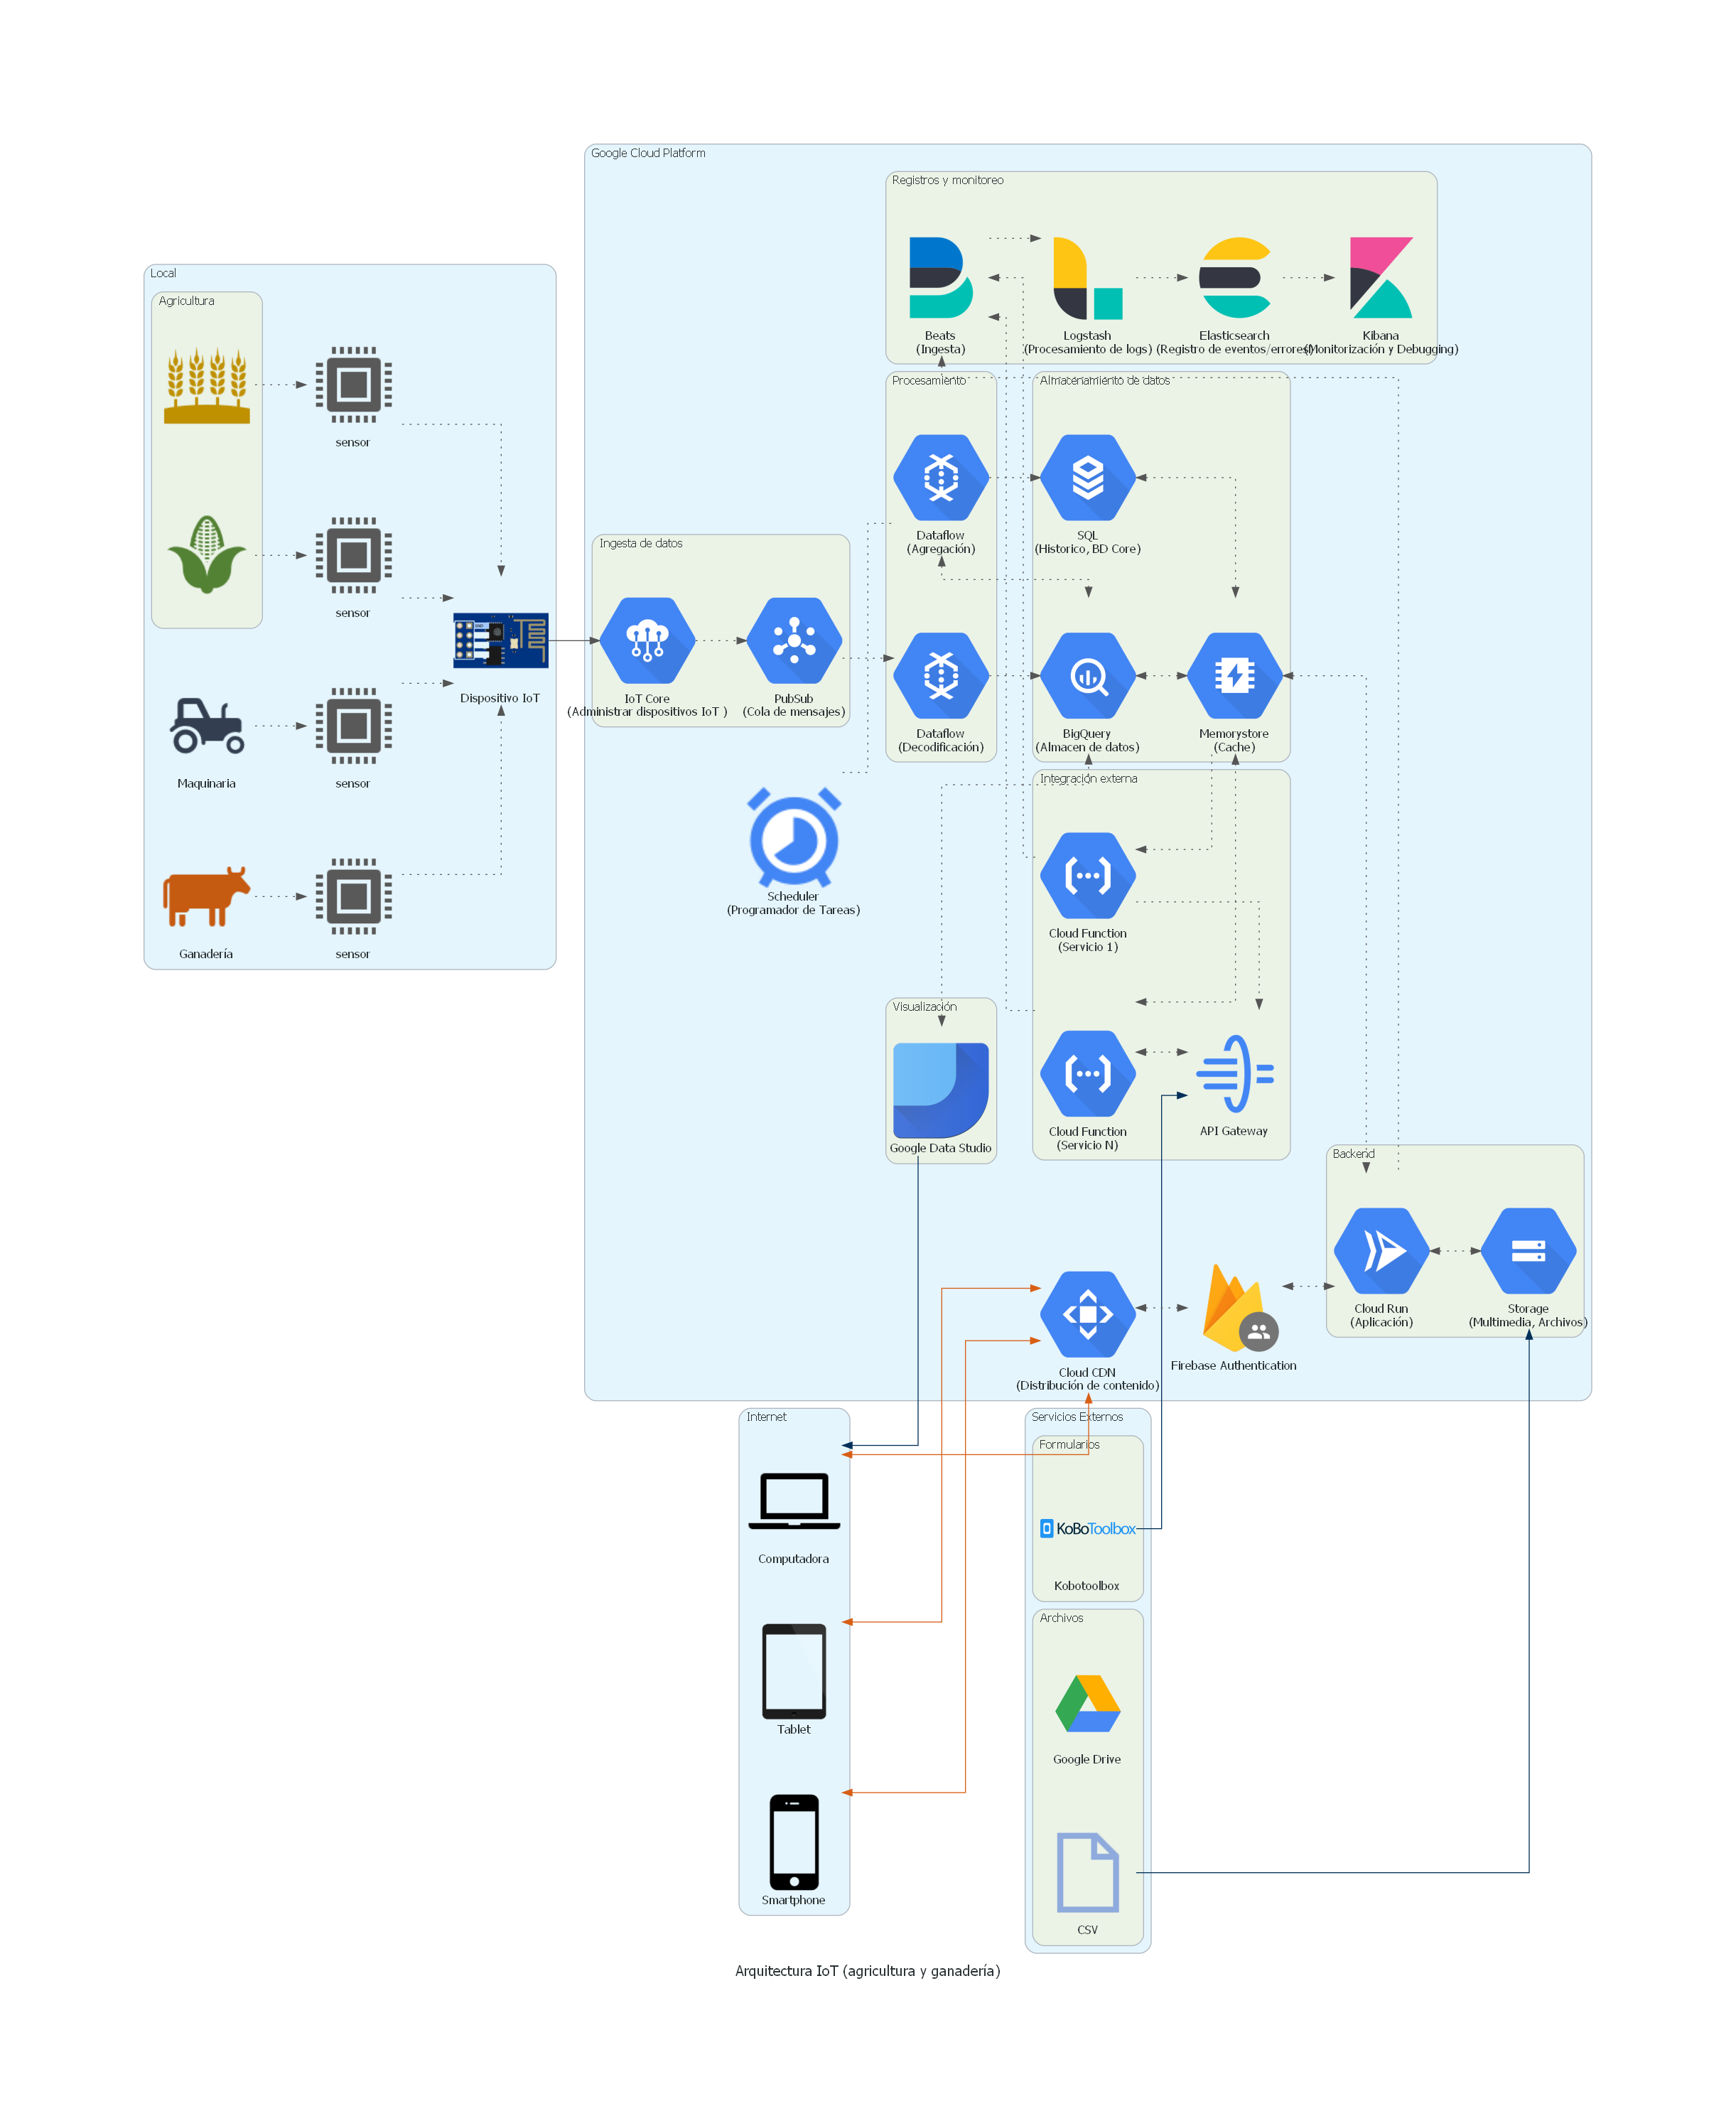 Google Cloud Platform
Registros y monitoreo
Beats
(Ingesta)
Logstash
(Procesamiento de logs)
Elasticsearch
(Registro de eventos/errores)
Kibana
(Monitorización y Debugging)
Local
Agricultura
sensor
sensor
Maquinaria
sensor
Ganadería
sensor
Dispositivo IoT
Ingesta de datos
IoT Core
(Administrar dispositivos IoT )
PubSub
(Cola de mensajes)
Procesamiento
Dataflow
(Agregación)
Dataflow
(Decodificación)
Almacenamiento de datos
SQL
(Historico, BD Core)
BigQuery
(Almacen de datos)
Memorystore
(Cache)
Scheduler
(Programador de Tareas)
Integración externa
Cloud Function
(Servicio 1)
Cloud Function
(Servicio N)
API Gateway
Visualización
Google Data Studio
Backend
Cloud Run
(Aplicación)
Storage
(Multimedia, Archivos)
Cloud CDN
(Distribución de contenido)
Firebase Authentication
Internet
Computadora
Tablet
Smartphone
Servicios Externos
Formularios
KoBoToolbox
Kobotoolbox
Archivos
Google Drive
CSV
Arquitectura IoT (agricultura y ganadería)